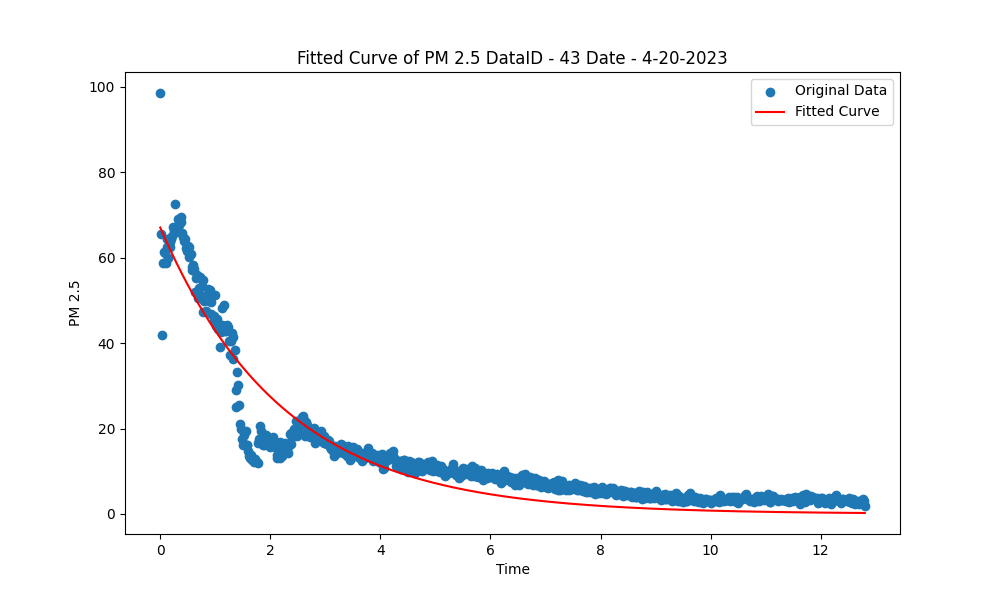 Fitted Curve of PM 2.5 DataID - 43 Date - 4-20-2023
Original Data
Fitted Curve
100
80
60
40
20
0
PM 2.5
0 2 4 6 8 10 12
Time